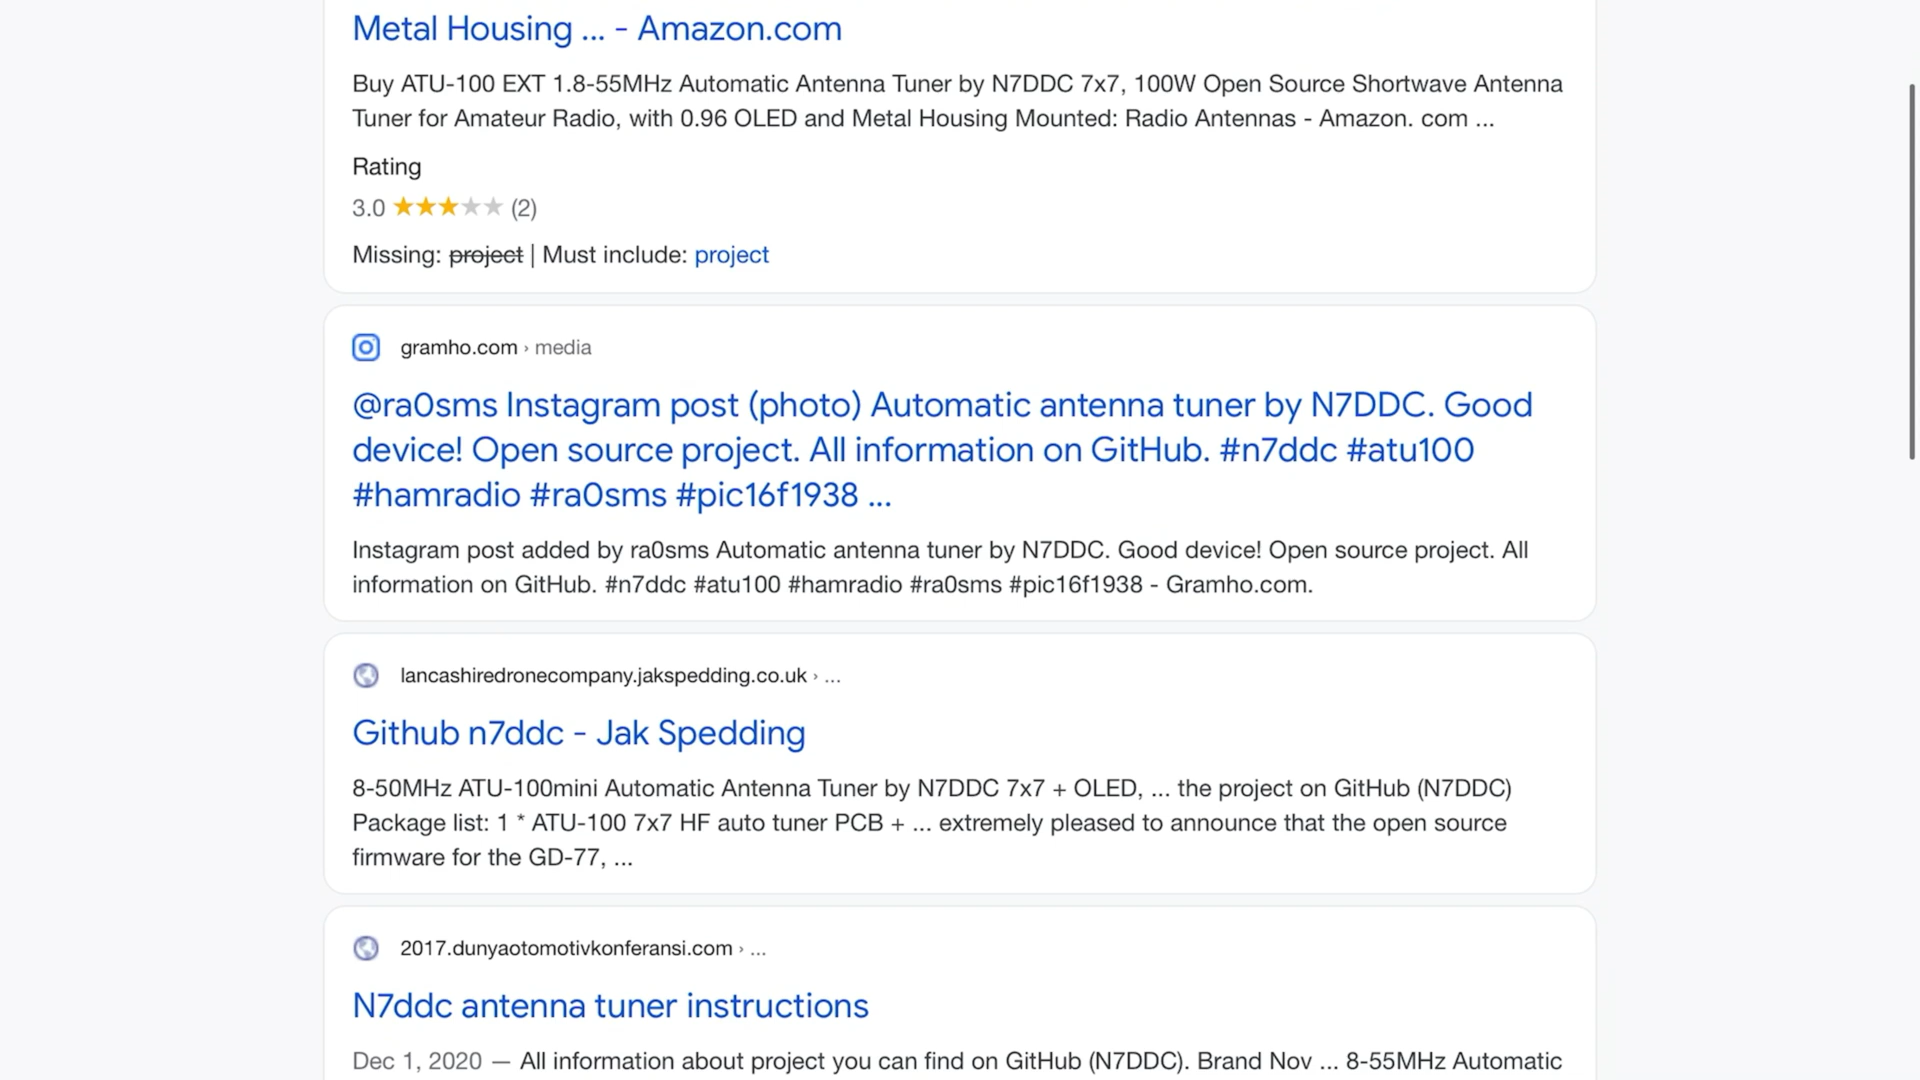 Metal Housing ... - Amazon.com
Buy ATU-100 EXT 1.8-55MHz Automatic Antenna Tuner by N7DDC 7x7, 100W Open Source Shortwave Antenna
Tuner for Amateur Radio, with 0.96 OLED and Metal Housing Mounted: Radio Antennas - Amazon. com ...
Rating
3.0 ★★★★★ (2)
Missing: project | Must include: project
gramho.com › media
@ra0sms Instagram post (photo) Automatic antenna tuner by N7DDC. Good
device! Open source project. All information on GitHub. #n7ddc #atu100
#hamradio #ra0sms #pic16f1938 ...
Instagram post added by ra0sms Automatic antenna tuner by N7DDC. Good device! Open source project. All
information on GitHub. #n7ddc #atu100 #hamradio #ra0sms #pic16f1938 - Gramho.com.
lancashiredronecompany.jakspedding.co.uk › ...
Github n7ddc - Jak Spedding
8-50MHz ATU-100mini Automatic Antenna Tuner by N7DDC 7x7 + OLED, ... the project on GitHub (N7DDC)
Package list: 1 * ATU-100 7x7 HF auto tuner PCB + ... extremely pleased to announce that the open source
firmware for the GD-77, ...
2017.dunyaotomotivkonferansi.com › ...
N7ddc antenna tuner instructions
Dec 1, 2020 — All information about project you can find on GitHub (N7DDC). Brand Nov ... 8-55MHz Automatic